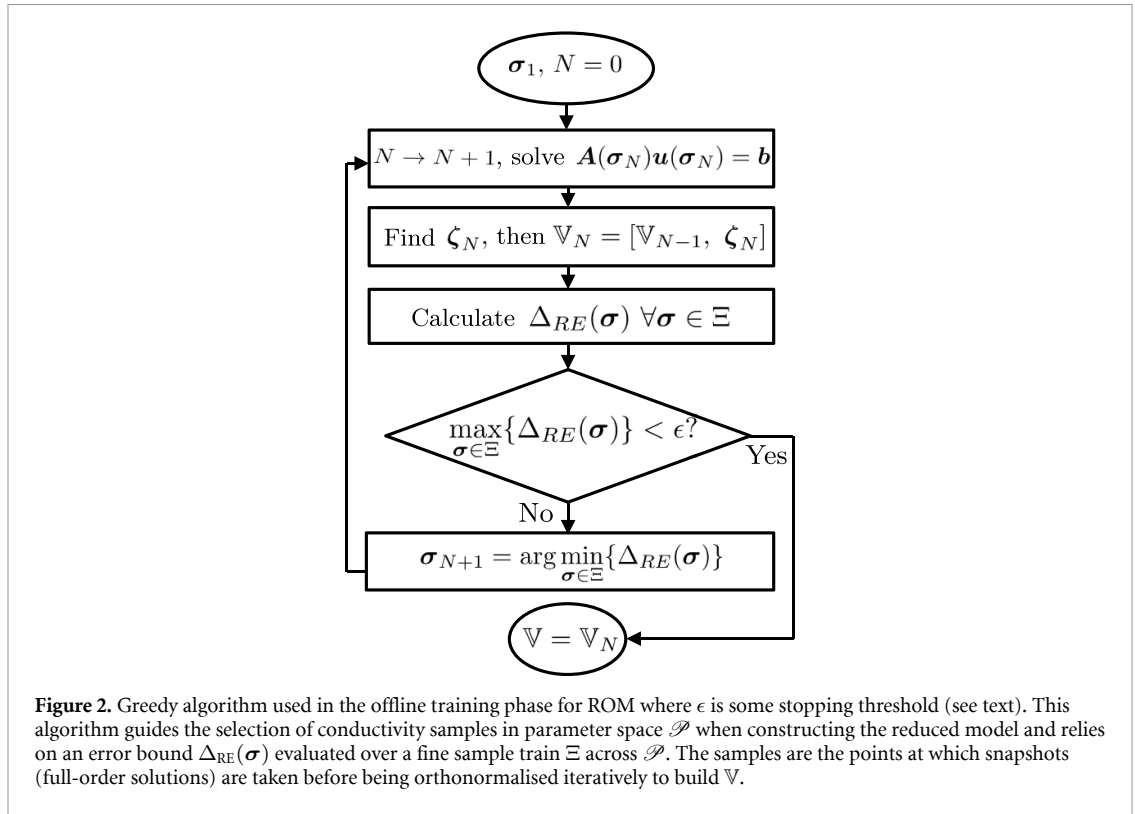 σ₁, N = 0
N → N + 1, solve A(σ_N)u(σ_N) = b
Find ζ_N, then 𝕍_N = [𝕍_{N−1}, ζ_N]
Calculate Δ_{RE}(σ) ∀σ ∈ Ξ
max_{σ∈Ξ}{Δ_{RE}(σ)} < ϵ?
Yes
No
σ_{N+1} = arg min_{σ∈Ξ}{Δ_{RE}(σ)}
𝕍 = 𝕍_N
Figure 2. Greedy algorithm used in the offline training phase for ROM where ϵ is some stopping threshold (see text). This
algorithm guides the selection of conductivity samples in parameter space 𝒫 when constructing the reduced model and relies
on an error bound Δ_{RE}(σ) evaluated over a fine sample train Ξ across 𝒫. The samples are the points at which snapshots
(full-order solutions) are taken before being orthonormalised iteratively to build 𝕍.